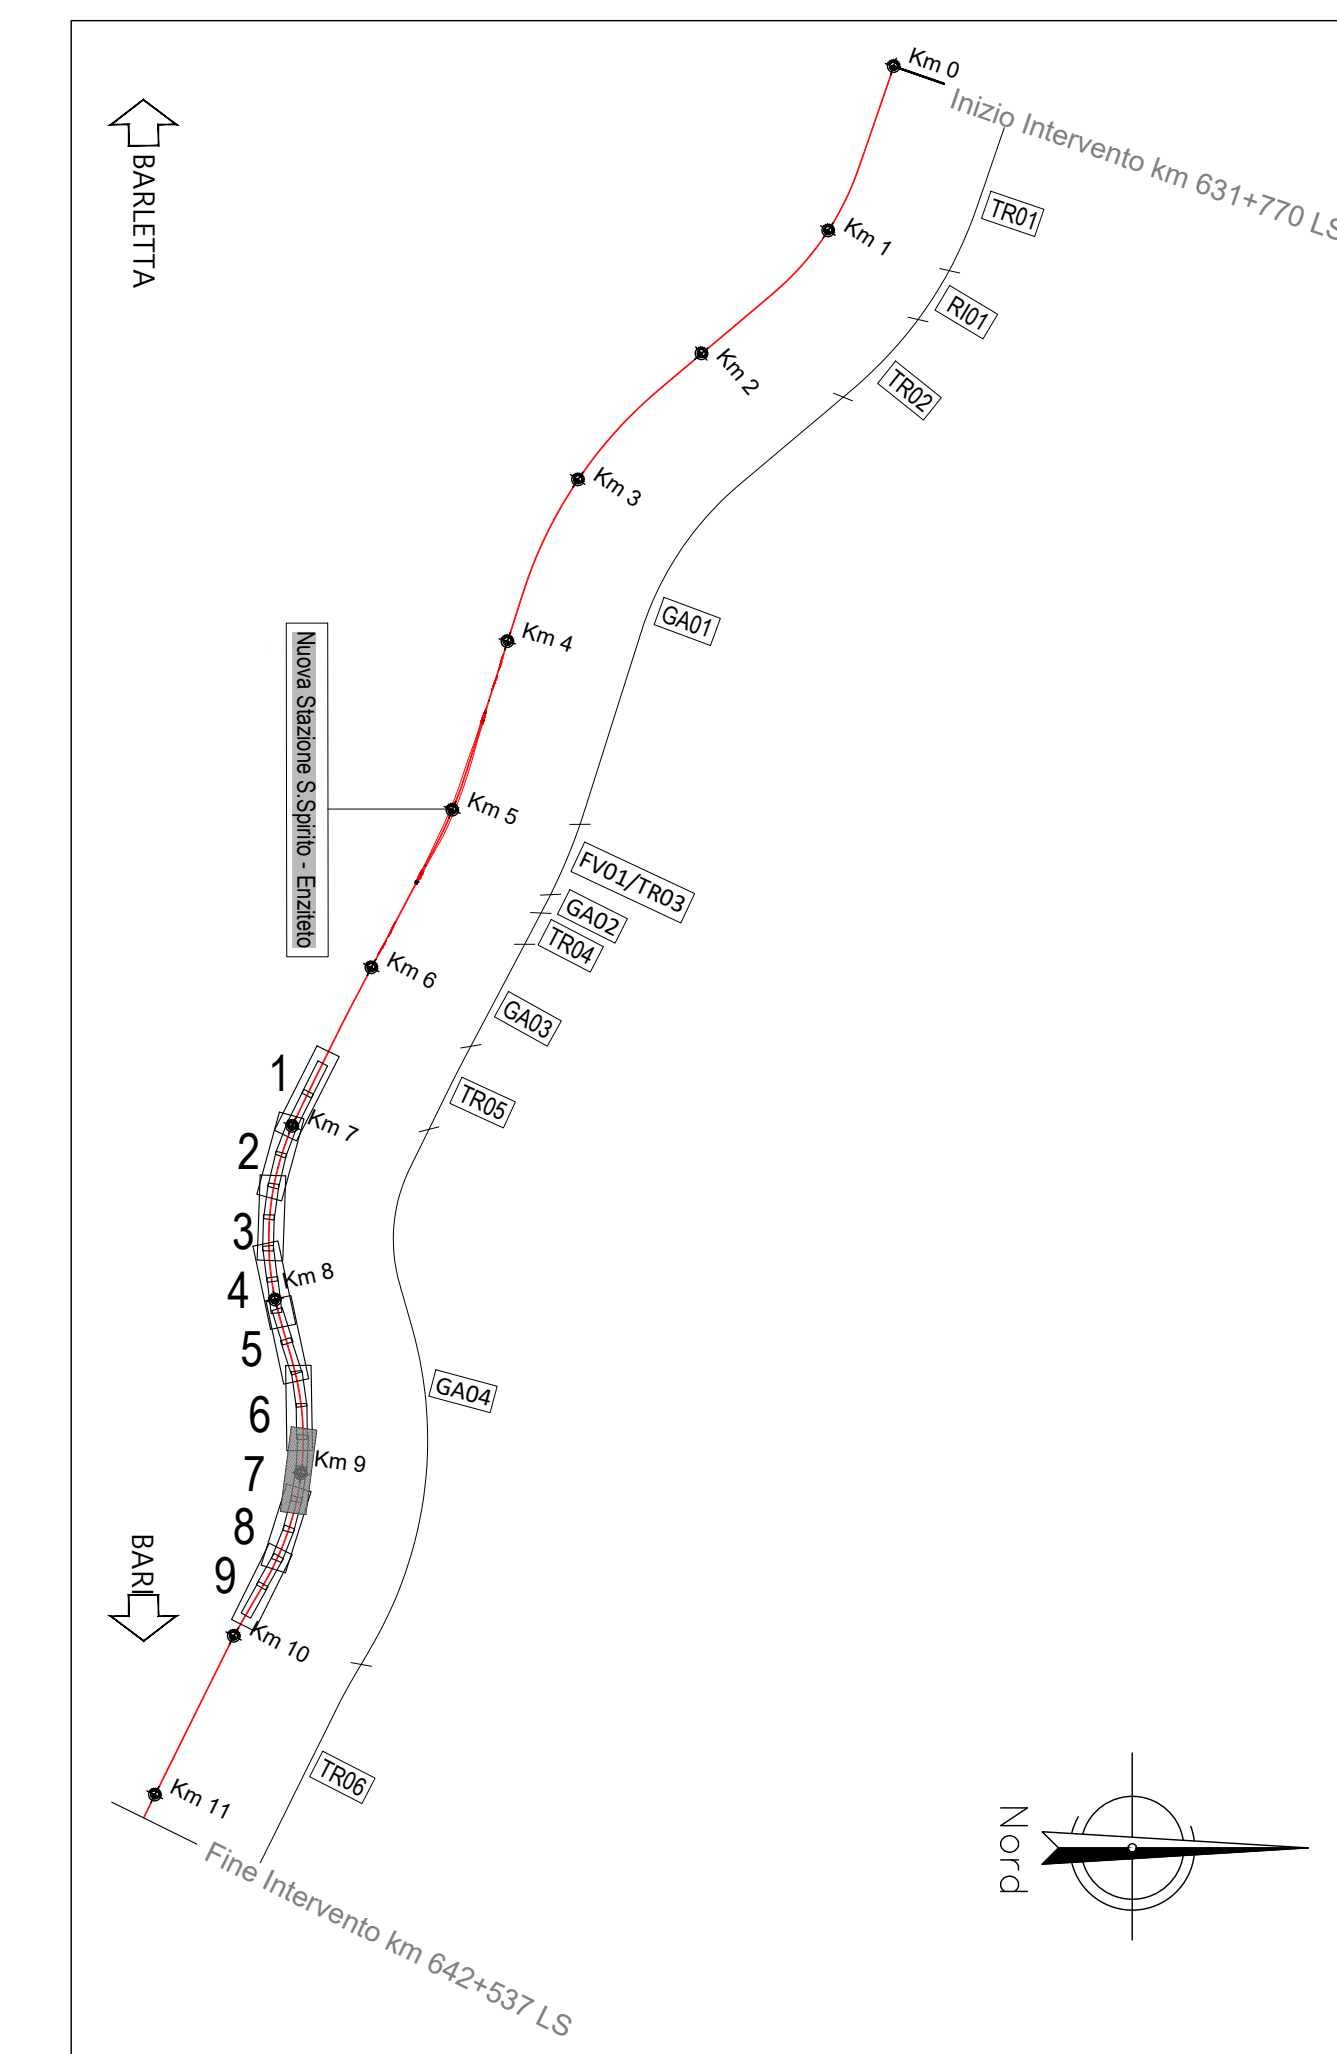 Km 0
Inizio Intervento km 631+770 LS
BARLETTA
TR01
Km 1
RI01
Km 2
TR02
Km 3
GA01
Km 4
Nuova Stazione S.Spirito - Enziteto
Km 5
FV01/TR03
GA02
TR04
Km 6
GA03
1
TR05
Km 7
2
3
Km 8
4
5
GA04
6
Km 9
7
8
BARI
9
Km 10
TR06
Km 11
Nord
Fine Intervento km 642+537 LS